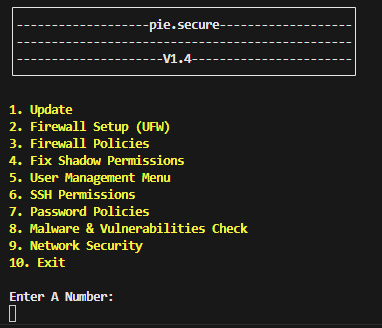 --------------------pie.secure--------------------
---------------------------------------------------
----------------------V1.4------------------------
1. Update
2. Firewall Setup (UFW)
3. Firewall Policies
4. Fix Shadow Permissions
5. User Management Menu
6. SSH Permissions
7. Password Policies
8. Malware & Vulnerabilities Check
9. Network Security
10. Exit
Enter A Number: